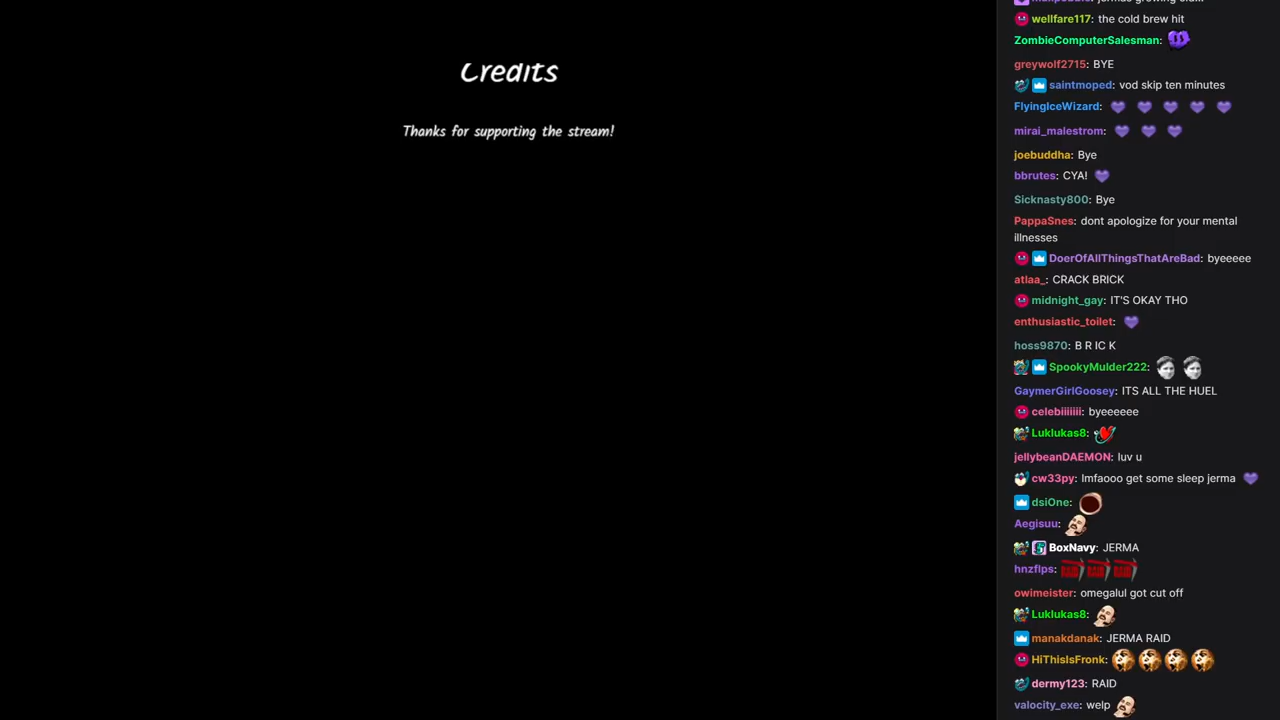 Credits
Thanks for supporting the stream!
wellfare117: the cold brew hit
ZombieComputerSalesman:
greywolf2715: BYE
saintmoped: vod skip ten minutes
FlyingIceWizard:
mirai_malestrom:
joebuddha: Bye
bbrutes: CYA!
Sicknasty800: Bye
PappaSnes: dont apologize for your mental
illnesses
DoerOfAllThingsThatAreBad: byeeeee
atlaa_: CRACK BRICK
midnight_gay: IT'S OKAY THO
enthusiastic_toilet:
hoss9870: B R IC K
SpookyMulder222:
GaymerGirlGoosey: ITS ALL THE HUEL
celebiiiiiii: byeeeeee
Luklukas8:
jellybeanDAEMON: luv u
cw33py: lmfaooo get some sleep jerma
dsiOne:
Aegisuu:
BoxNavy: JERMA
hnzflps: RAID RAID RAID
owimeister: omegalul got cut off
Luklukas8:
manakdanak: JERMA RAID
HiThisIsFronk:
dermy123: RAID
valocity_exe: welp